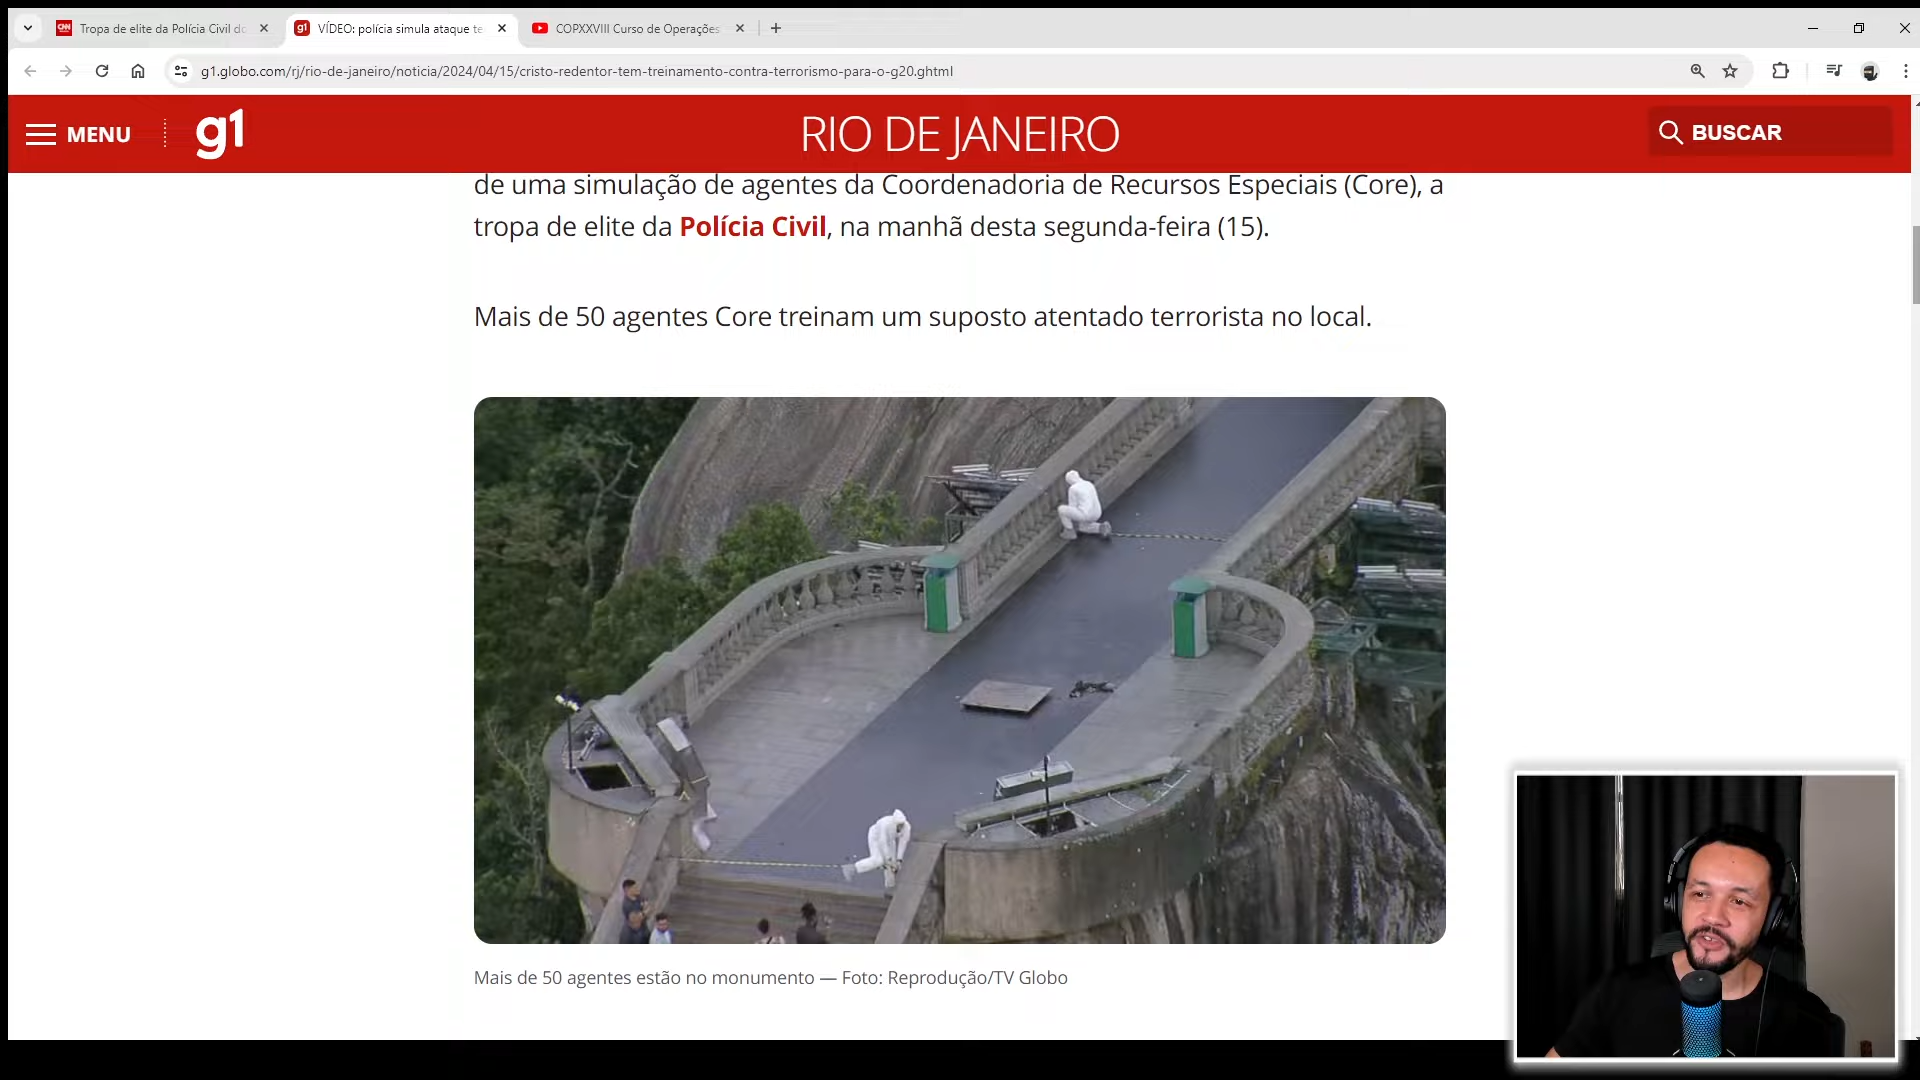 Tropa de elite da Polícia Civil do
VÍDEO: polícia simula ataque te
COPXXVIII Curso de Operações
g1.globo.com/rj/rio-de-janeiro/noticia/2024/04/15/cristo-redentor-tem-treinamento-contra-terrorismo-para-o-g20.ghtml
MENU
g1
RIO DE JANEIRO
BUSCAR
de uma simulação de agentes da Coordenadoria de Recursos Especiais (Core), a
tropa de elite da Polícia Civil, na manhã desta segunda-feira (15).
Mais de 50 agentes Core treinam um suposto atentado terrorista no local.
Mais de 50 agentes estão no monumento — Foto: Reprodução/TV Globo